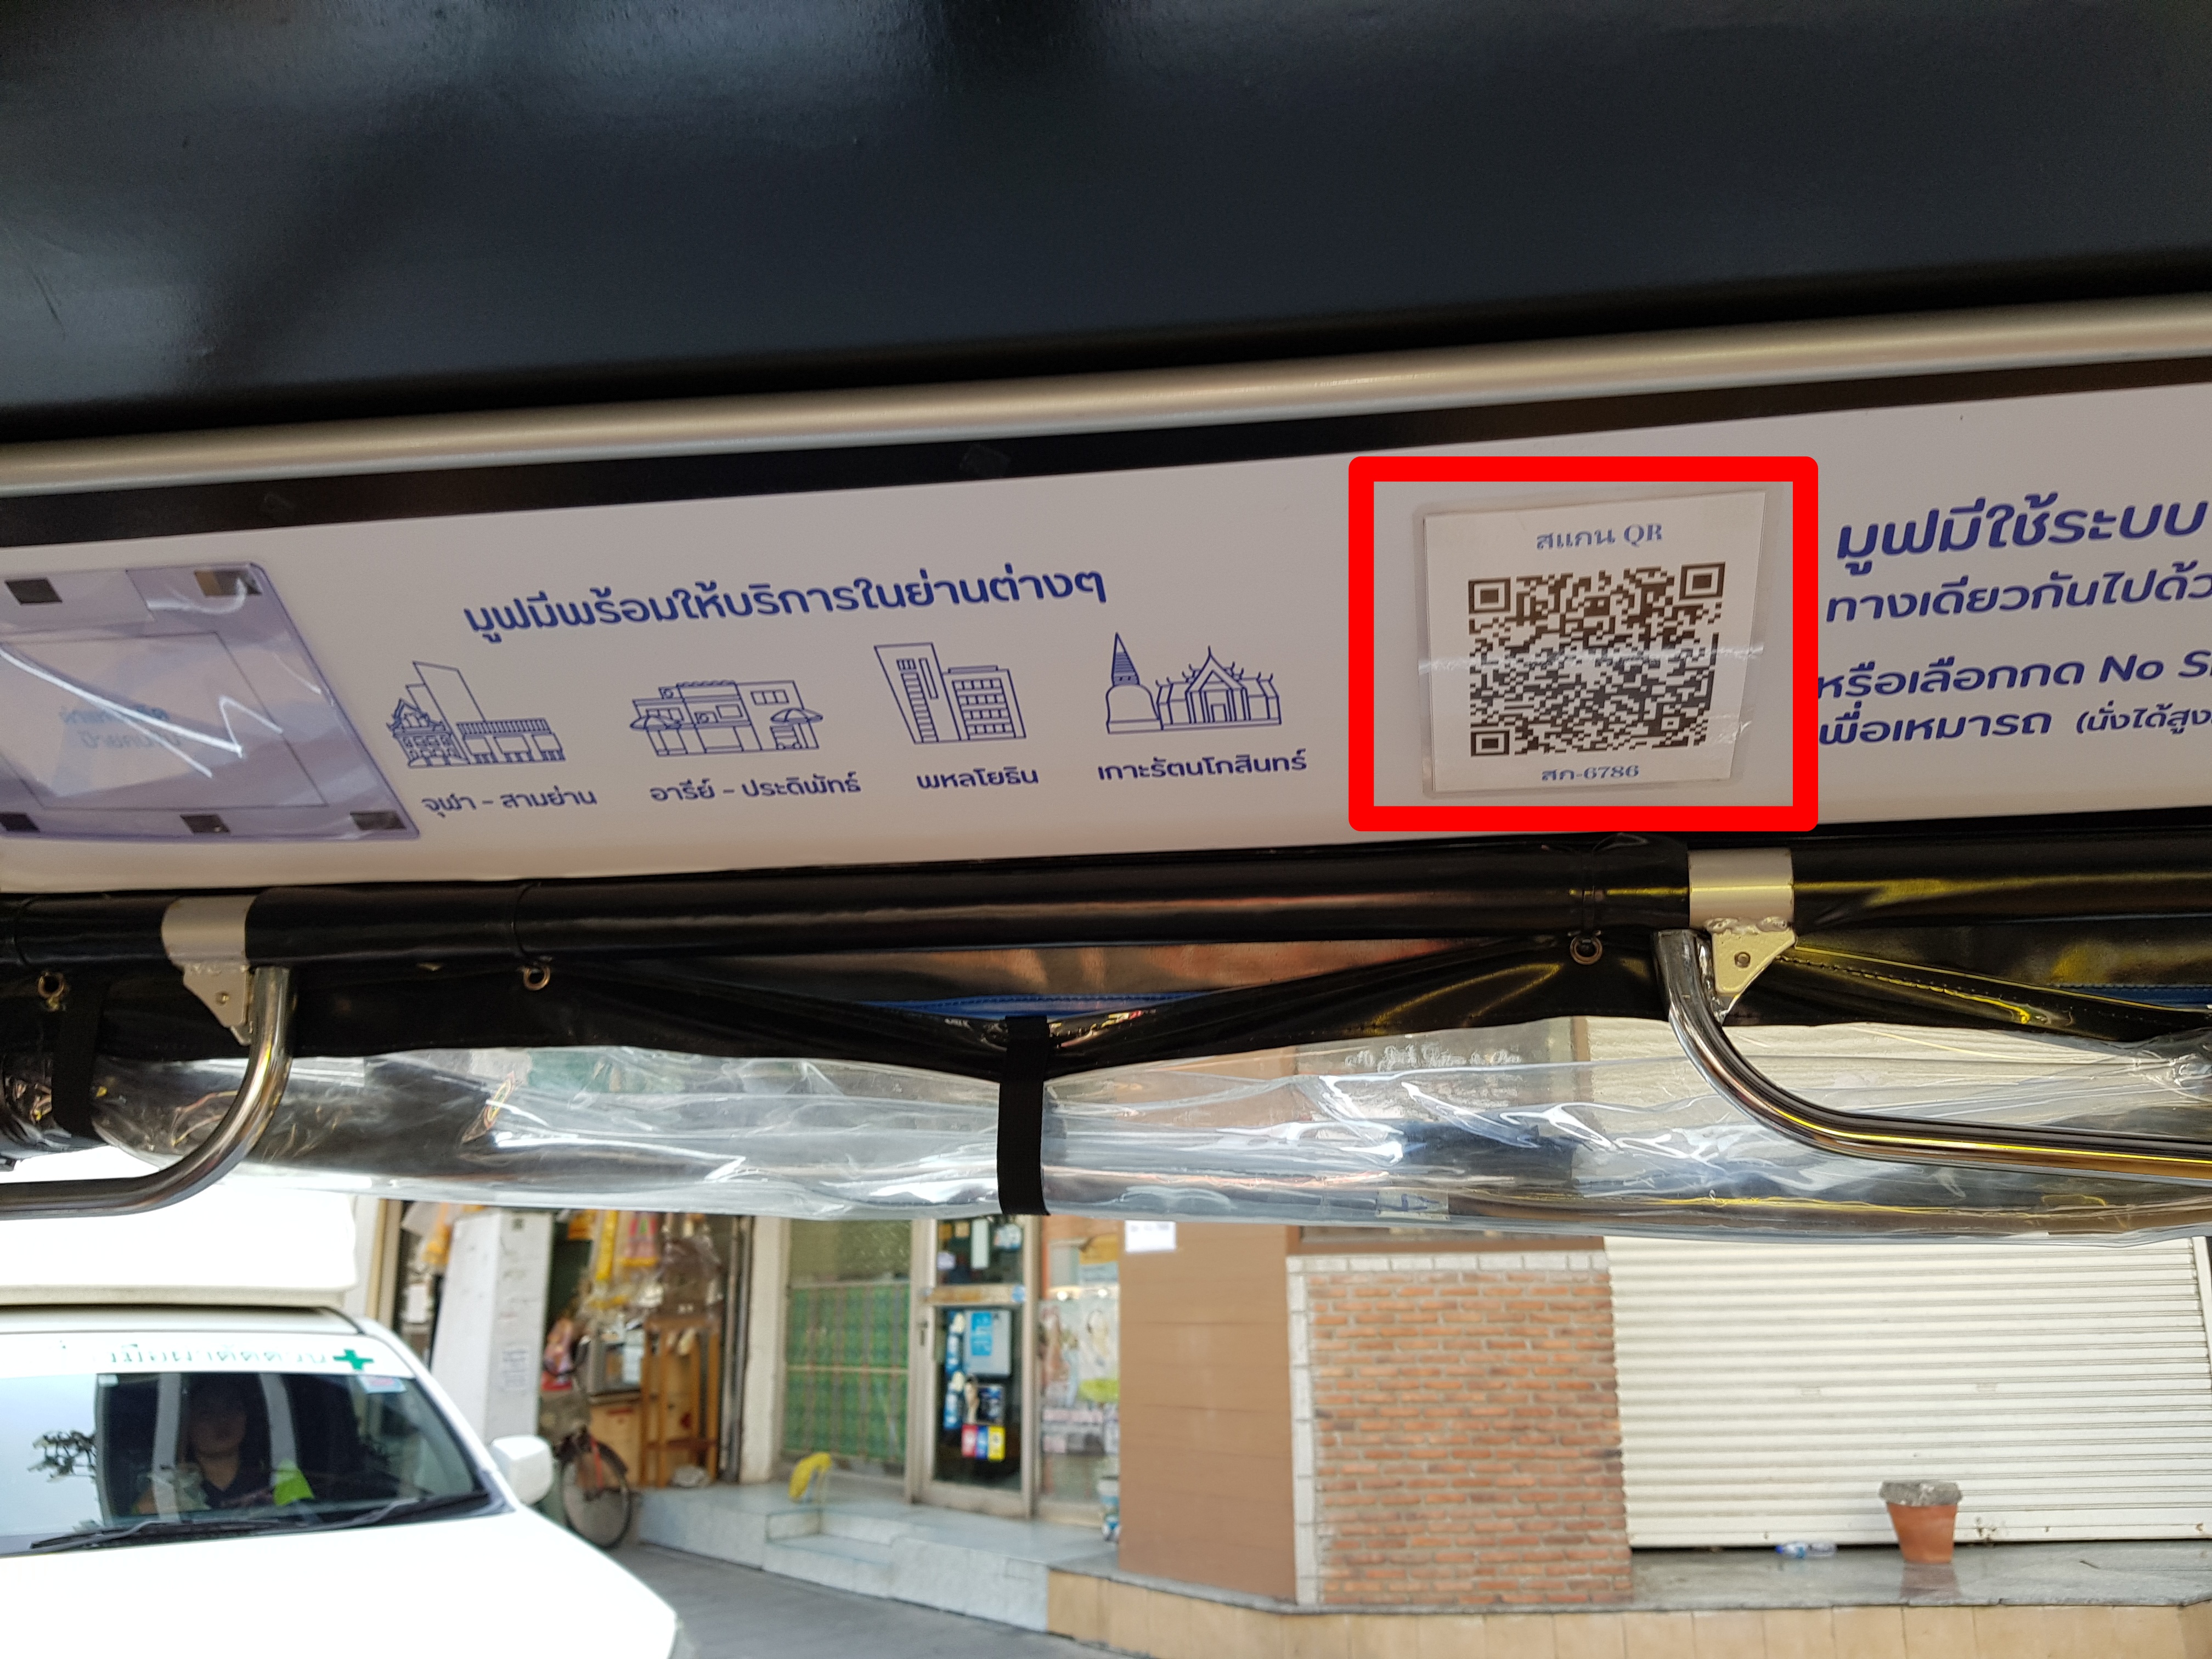 มูฟมีพร้อมให้บริการในย่านต่างๆ
จุฬา - สามย่าน
อารีย์ - ประดิพัทธ์
พหลโยธิน
เกาะรัตนโกสินทร์
สแกน QR
สก-6786
มูฟมีใช้ระบบ
ทางเดียวกันไปด้ว
หรือเลือกกด No S
เพื่อเหมารถ (นั่งได้สูง